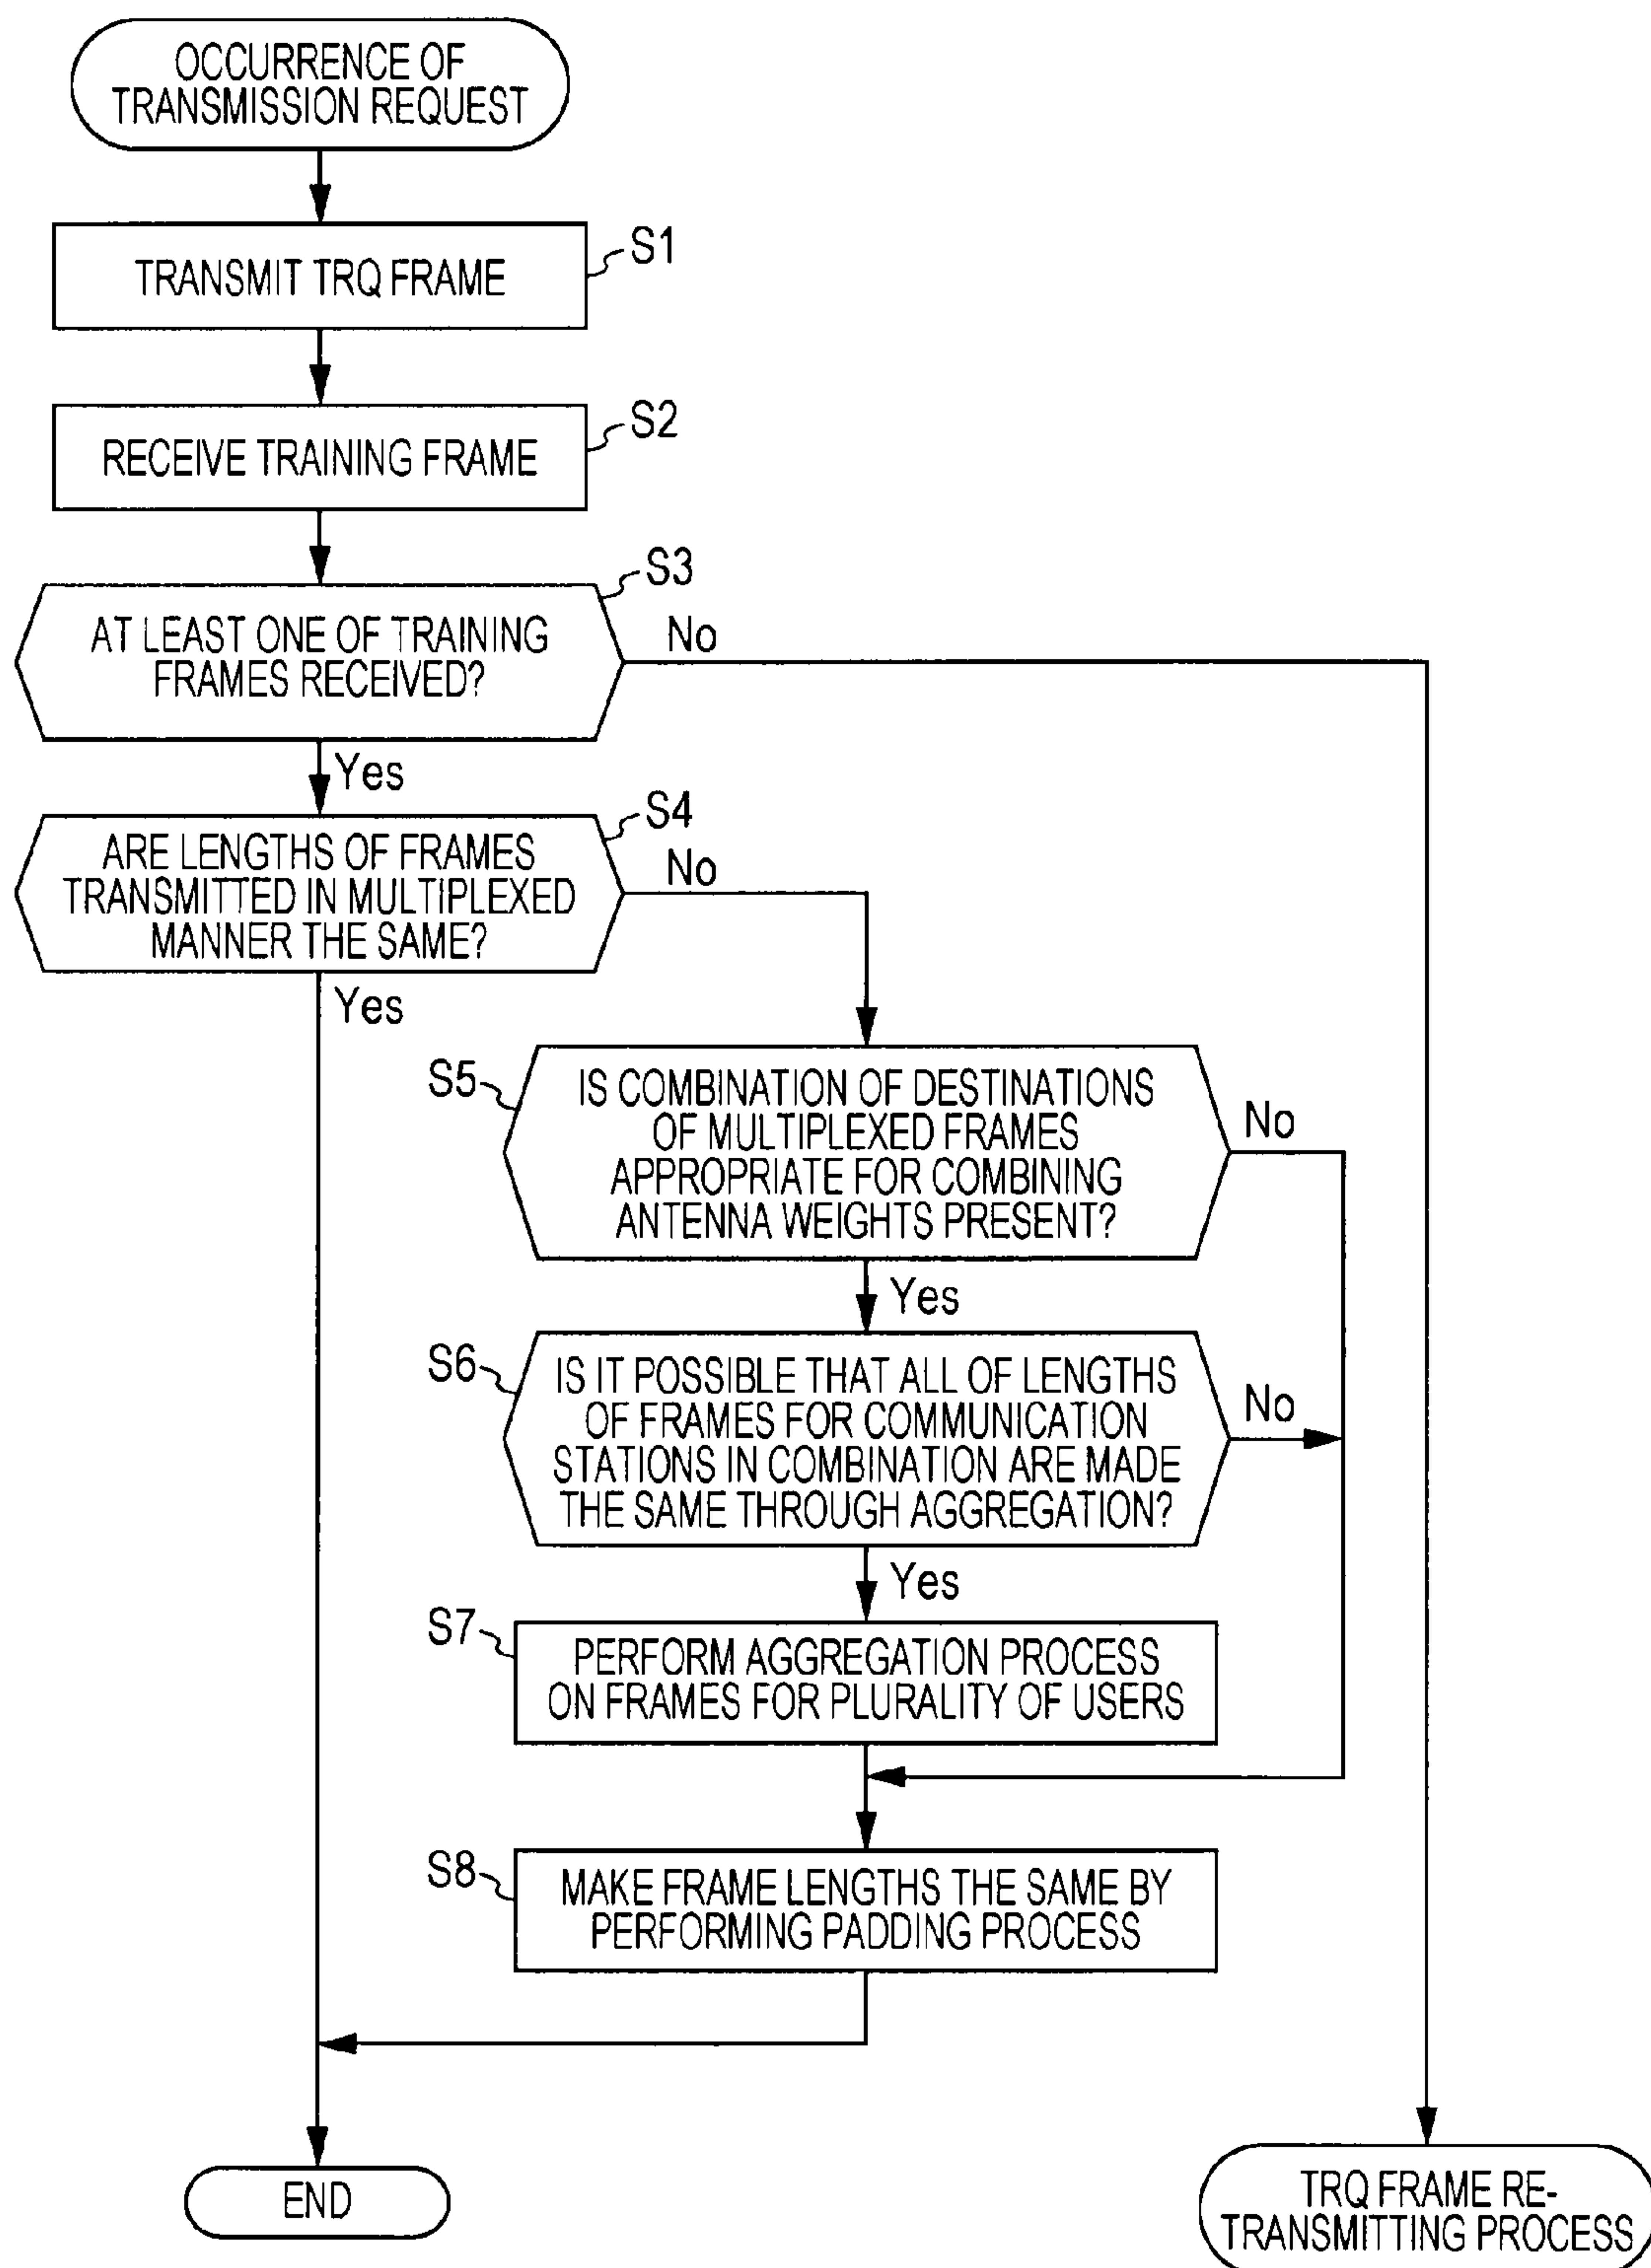 OCCURRENCE OF
TRANSMISSION REQUEST
TRANSMIT TRQ FRAME
S1
RECEIVE TRAINING FRAME
S2
AT LEAST ONE OF TRAINING
FRAMES RECEIVED?
S3
No
Yes
ARE LENGTHS OF FRAMES
TRANSMITTED IN MULTIPLEXED
MANNER THE SAME?
S4
No
Yes
S5
IS COMBINATION OF DESTINATIONS
OF MULTIPLEXED FRAMES
APPROPRIATE FOR COMBINING
ANTENNA WEIGHTS PRESENT?
No
Yes
S6
IS IT POSSIBLE THAT ALL OF LENGTHS
OF FRAMES FOR COMMUNICATION
STATIONS IN COMBINATION ARE MADE
THE SAME THROUGH AGGREGATION?
No
Yes
S7
PERFORM AGGREGATION PROCESS
ON FRAMES FOR PLURALITY OF USERS
S8
MAKE FRAME LENGTHS THE SAME BY
PERFORMING PADDING PROCESS
END
TRQ FRAME RE-
TRANSMITTING PROCESS